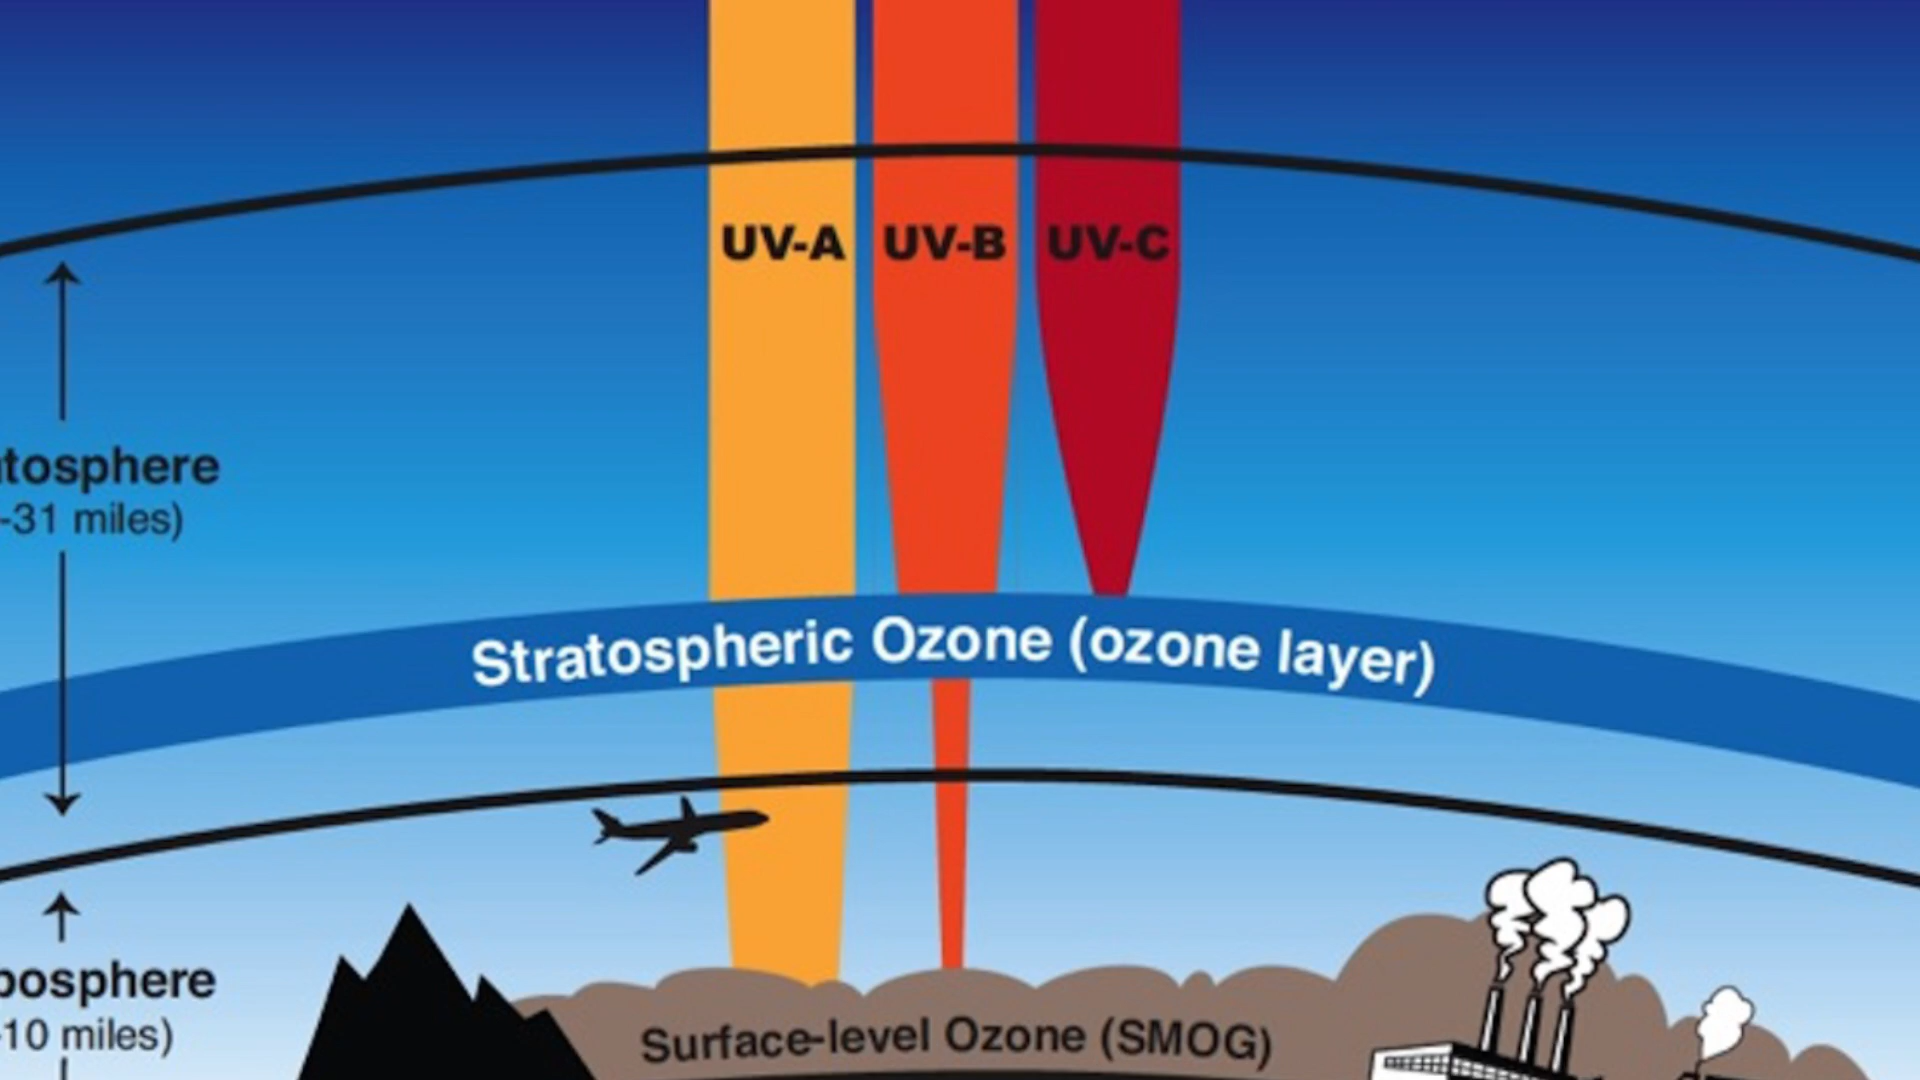 UV-A UV-B UV-C
tosphere
-31 miles)
Stratospheric Ozone (ozone layer)
posphere
10 miles)
Surface-level Ozone (SMOG)